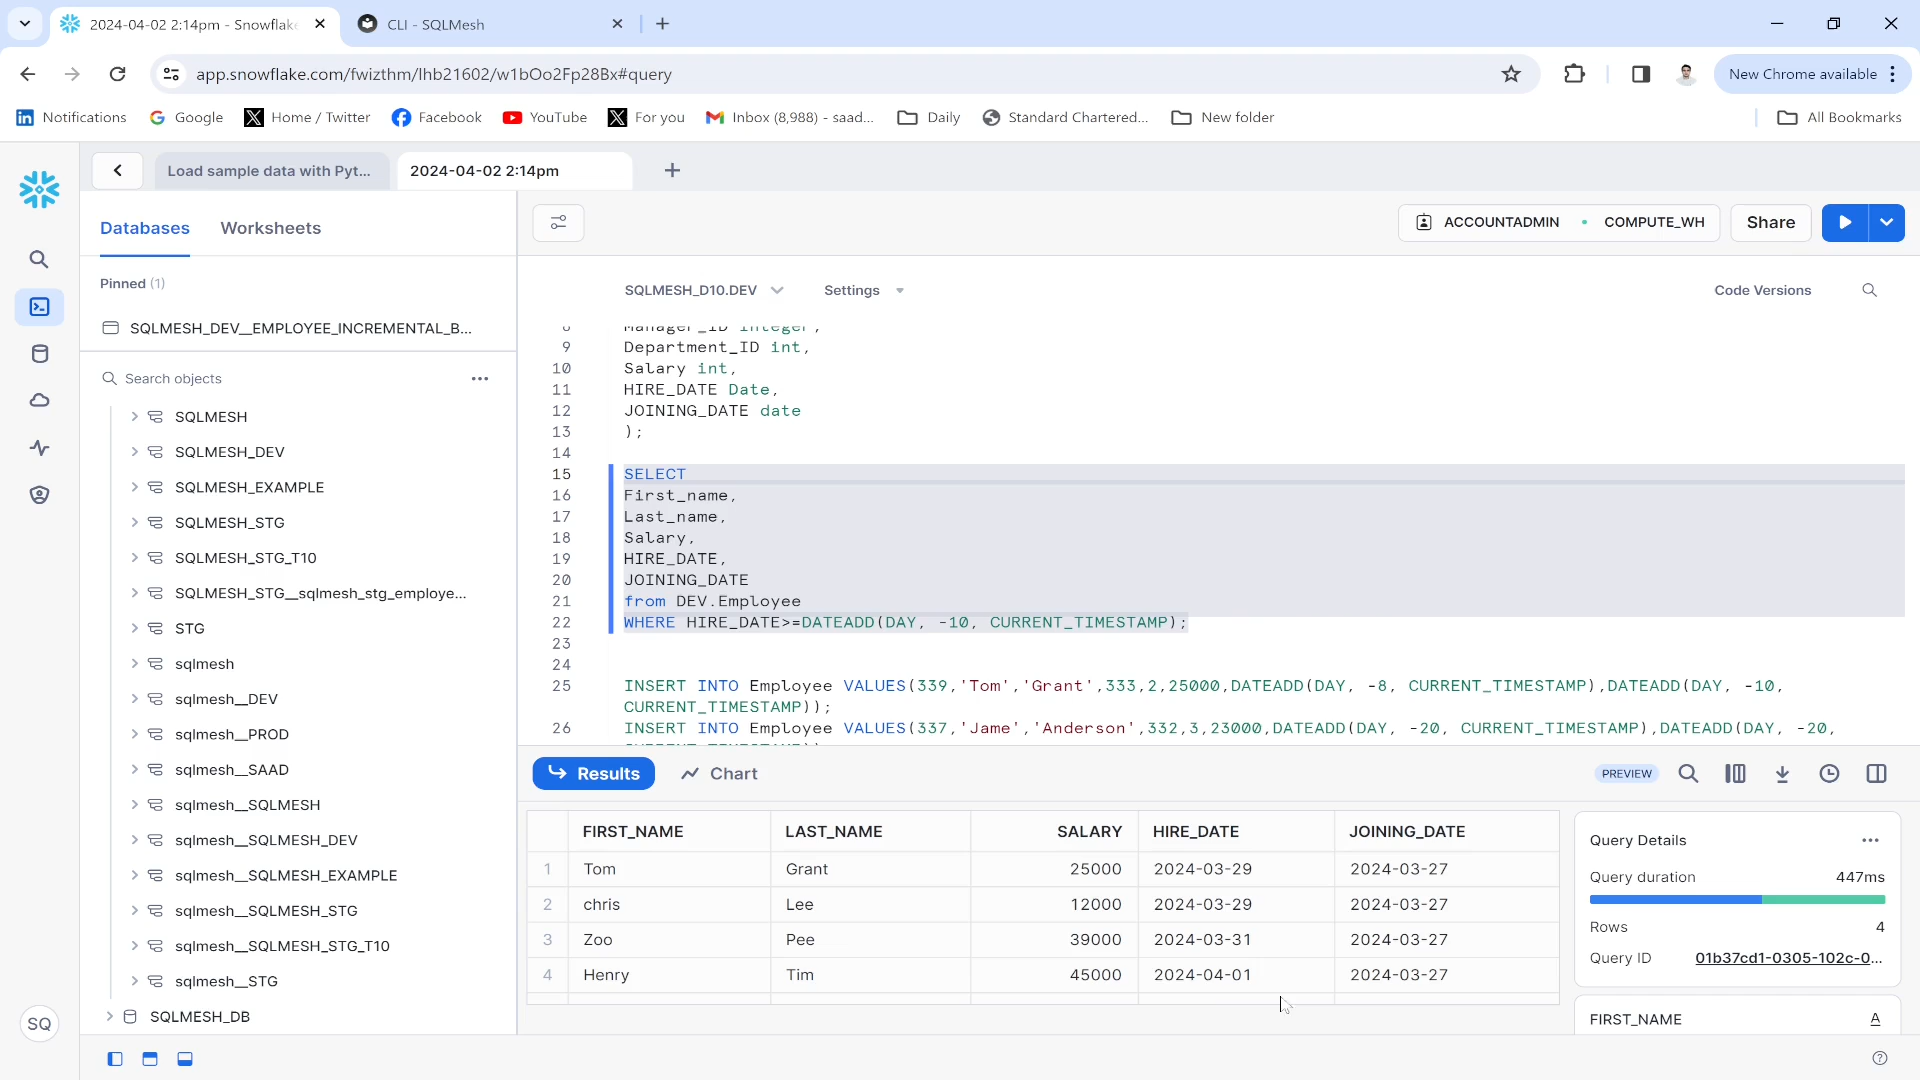 2024-04-02 2:14pm - Snowflake
CLI - SQLMesh
app.snowflake.com/fwizthm/lhb21602/w1bOo2Fp28Bx#query
New Chrome available
Notifications
Google
Home / Twitter
Facebook
YouTube
For you
Inbox (8,988) - saad...
Daily
Standard Chartered...
New folder
All Bookmarks
Load sample data with Pyt...
2024-04-02 2:14pm
Databases
Worksheets
ACCOUNTADMIN
COMPUTE_WH
Share
Pinned (1)
SQLMESH_DEV__EMPLOYEE_INCREMENTAL_B...
Search objects
SQLMESH
SQLMESH_DEV
SQLMESH_EXAMPLE
SQLMESH_STG
SQLMESH_STG_T10
SQLMESH_STG__sqlmesh_stg_employe...
STG
sqlmesh
sqlmesh__DEV
sqlmesh__PROD
sqlmesh__SAAD
sqlmesh__SQLMESH
sqlmesh__SQLMESH_DEV
sqlmesh__SQLMESH_EXAMPLE
sqlmesh__SQLMESH_STG
sqlmesh__SQLMESH_STG_T10
sqlmesh__STG
SQLMESH_DB
SQ
SQLMESH_D10.DEV
Settings
Code Versions
8 Manager_ID integer,
9 Department_ID int,
10 Salary int,
11 HIRE_DATE Date,
12 JOINING_DATE date
13 );
14
15 SELECT
16 First_name,
17 Last_name,
18 Salary,
19 HIRE_DATE,
20 JOINING_DATE
21 from DEV.Employee
22 WHERE HIRE_DATE>=DATEADD(DAY, -10, CURRENT_TIMESTAMP);
23
24
25 INSERT INTO Employee VALUES(339,'Tom','Grant',333,2,25000,DATEADD(DAY, -8, CURRENT_TIMESTAMP),DATEADD(DAY, -10,
CURRENT_TIMESTAMP));
26 INSERT INTO Employee VALUES(337,'Jame','Anderson',332,3,23000,DATEADD(DAY, -20, CURRENT_TIMESTAMP),DATEADD(DAY, -20,
CURRENT_TIMESTAMP))
Results
Chart
PREVIEW
FIRST_NAME LAST_NAME SALARY HIRE_DATE JOINING_DATE
1 Tom Grant 25000 2024-03-29 2024-03-27
2 chris Lee 12000 2024-03-29 2024-03-27
3 Zoo Pee 39000 2024-03-31 2024-03-27
4 Henry Tim 45000 2024-04-01 2024-03-27
Query Details
Query duration 447ms
Rows 4
Query ID 01b37cd1-0305-102c-0...
FIRST_NAME A